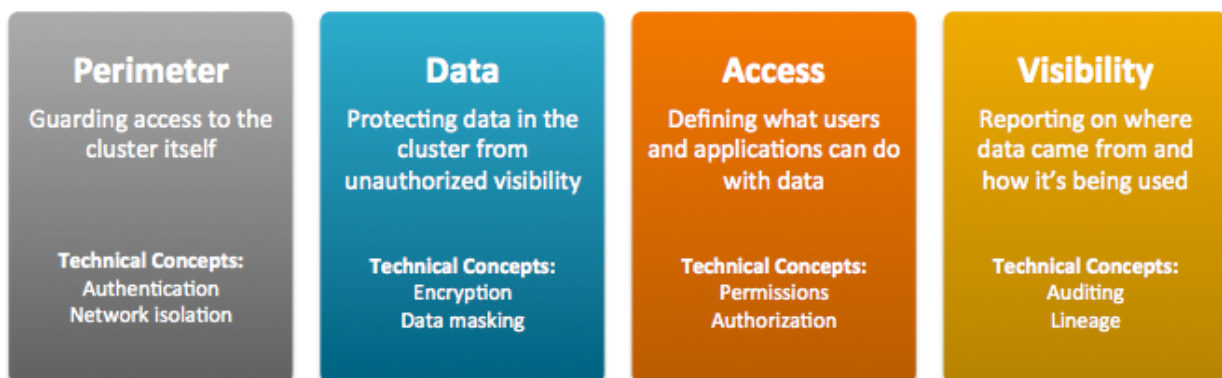 Perimeter
Guarding access to the
cluster itself
Technical Concepts:
Authentication
Network isolation
Data
Protecting data in the
cluster from
unauthorized visibility
Technical Concepts:
Encryption
Data masking
Access
Defining what users
and applications can do
with data
Technical Concepts:
Permissions
Authorization
Visibility
Reporting on where
data came from and
how it’s being used
Technical Concepts:
Auditing
Lineage